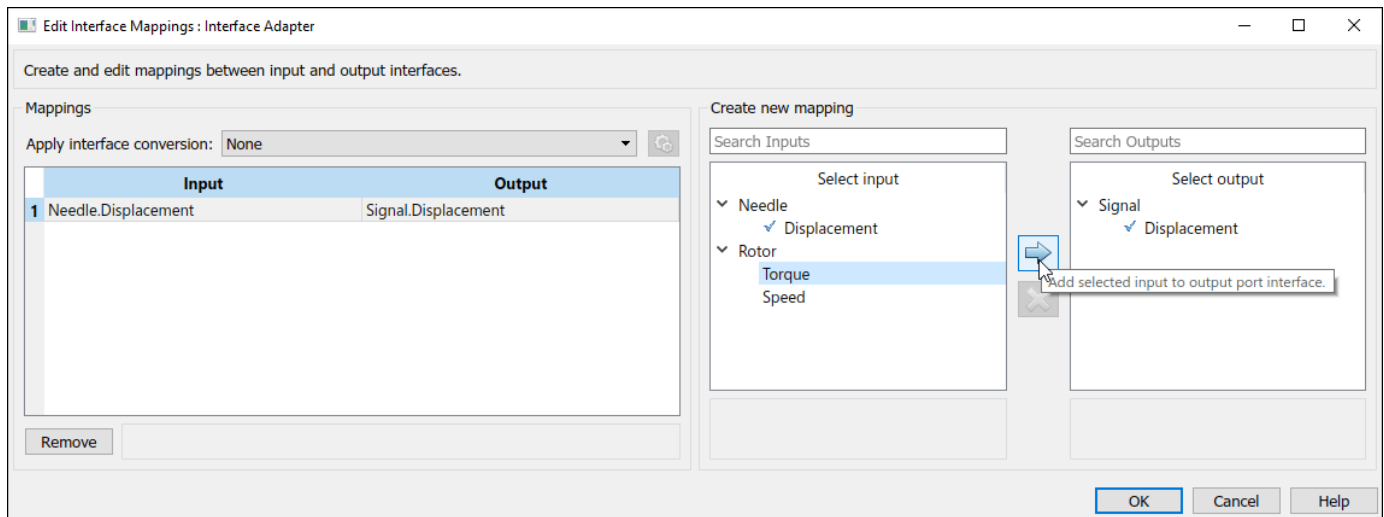 Edit Interface Mappings : Interface Adapter
Create and edit mappings between input and output interfaces.
Mappings
Apply interface conversion: None
Input Output
1 Needle.Displacement Signal.Displacement
Remove
Create new mapping
Search Inputs
Select input
Needle
Displacement
Rotor
Torque
Speed
Add selected input to output port interface.
Search Outputs
Select output
Signal
Displacement
OK Cancel Help